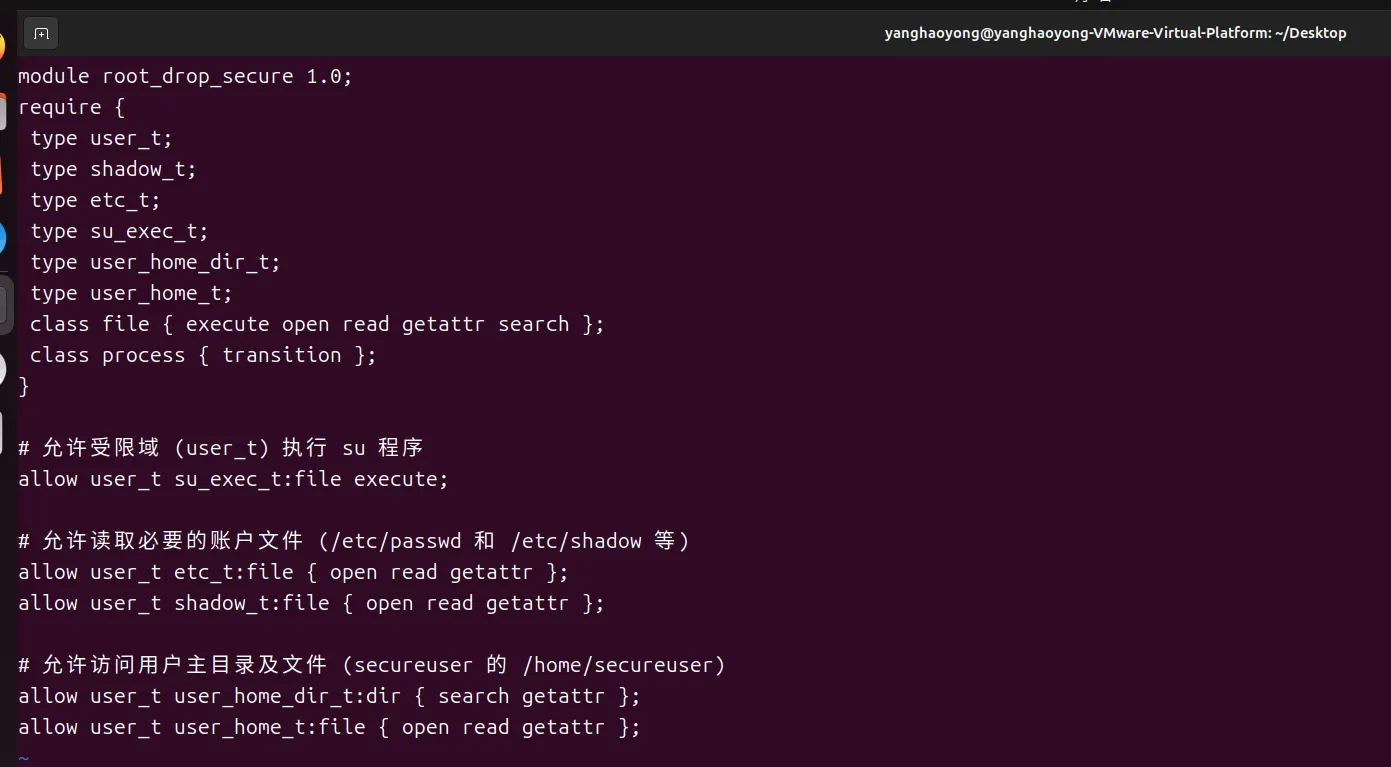 yanghaoyong@yanghaoyong-VMware-Virtual-Platform: ~/Desktop
module root_drop_secure 1.0;
require {
 type user_t;
 type shadow_t;
 type etc_t;
 type su_exec_t;
 type user_home_dir_t;
 type user_home_t;
 class file { execute open read getattr search };
 class process { transition };
}

# 允许受限域 (user_t) 执行 su 程序
allow user_t su_exec_t:file execute;

# 允许读取必要的账户文件 (/etc/passwd 和 /etc/shadow 等)
allow user_t etc_t:file { open read getattr };
allow user_t shadow_t:file { open read getattr };

# 允许访问用户主目录及文件 (secureuser 的 /home/secureuser)
allow user_t user_home_dir_t:dir { search getattr };
allow user_t user_home_t:file { open read getattr };
~